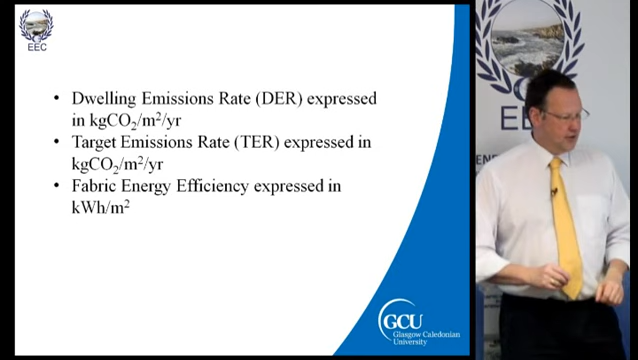 EEC
• Dwelling Emissions Rate (DER) expressed
in kgCO₂/m²/yr
• Target Emissions Rate (TER) expressed in
kgCO₂/m²/yr
• Fabric Energy Efficiency expressed in
kWh/m²
GCU
Glasgow Caledonian
University